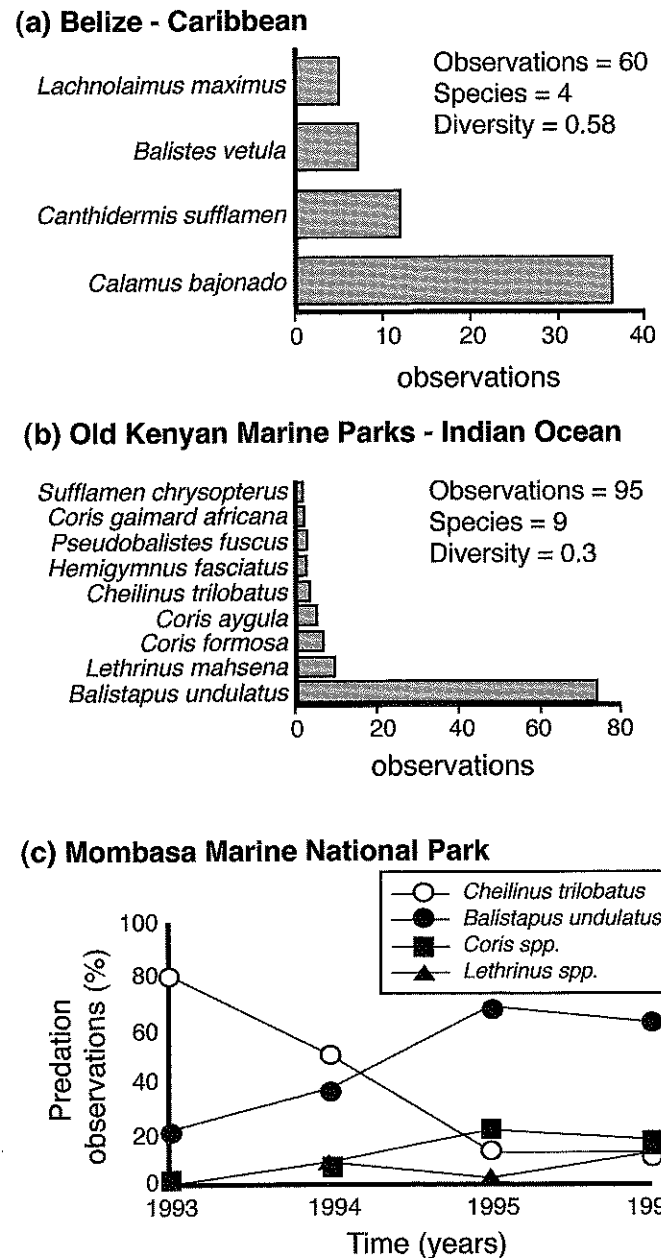 (a) Belize - Caribbean
Lachnolaimus maximus
Balistes vetula
Canthidermis sufflamen
Calamus bajonado
Observations = 60
Species = 4
Diversity = 0.58
0 10 20 30 40
observations
(b) Old Kenyan Marine Parks - Indian Ocean
Sufflamen chrysopterus
Coris gaimard africana
Pseudobalistes fuscus
Hemigymnus fasciatus
Cheilinus trilobatus
Coris aygula
Coris formosa
Lethrinus mahsena
Balistapus undulatus
Observations = 95
Species = 9
Diversity = 0.3
0 20 40 60 80
observations
(c) Mombasa Marine National Park
Cheilinus trilobatus
Balistapus undulatus
Coris spp.
Lethrinus spp.
Predation
observations (%)
100
80
60
40
20
0
1993 1994 1995 199
Time (years)